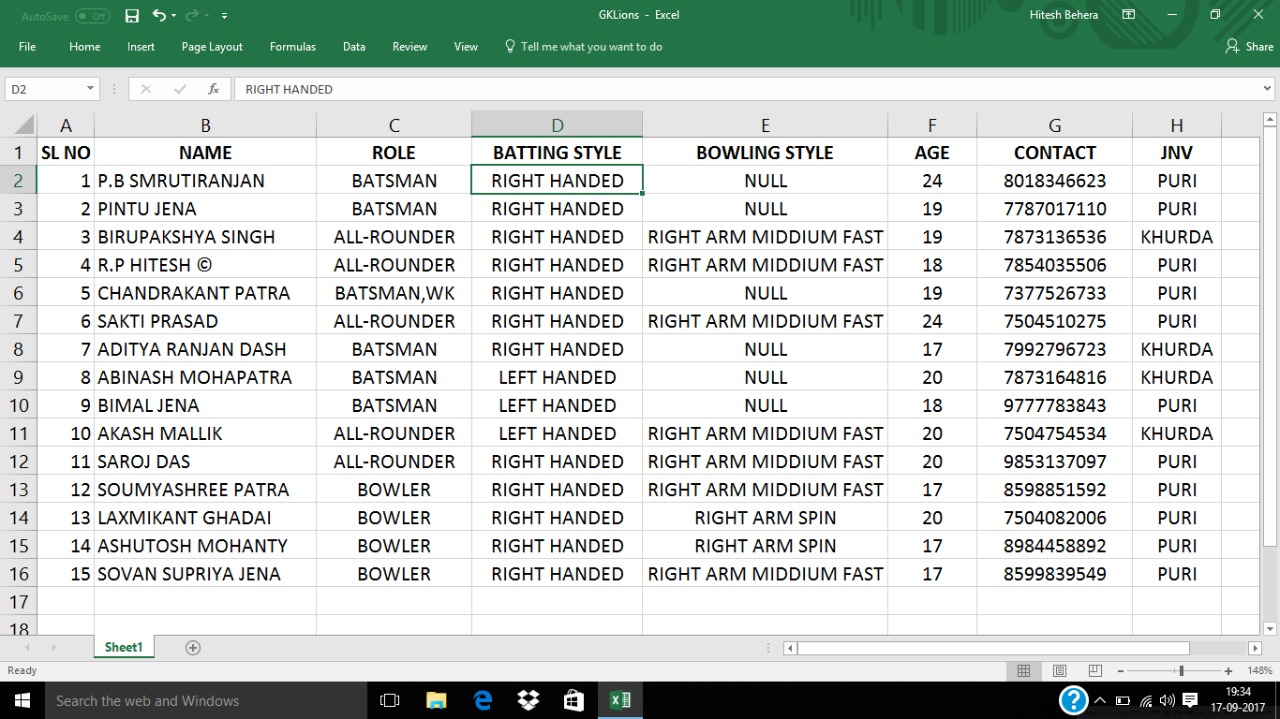 AutoSave Off GKLions - Excel Hitesh Behera
File Home Insert Page Layout Formulas Data Review View Tell me what you want to do Share
D2 fx RIGHT HANDED
A B C D E F G H
1 SL NO NAME ROLE BATTING STYLE BOWLING STYLE AGE CONTACT JNV
2 1 P.B SMRUTIRANJAN BATSMAN RIGHT HANDED NULL 24 8018346623 PURI
3 2 PINTU JENA BATSMAN RIGHT HANDED NULL 19 7787017110 PURI
4 3 BIRUPAKSHYA SINGH ALL-ROUNDER RIGHT HANDED RIGHT ARM MIDDIUM FAST 19 7873136536 KHURDA
5 4 R.P HITESH © ALL-ROUNDER RIGHT HANDED RIGHT ARM MIDDIUM FAST 18 7854035506 PURI
6 5 CHANDRAKANT PATRA BATSMAN,WK RIGHT HANDED NULL 19 7377526733 PURI
7 6 SAKTI PRASAD ALL-ROUNDER RIGHT HANDED RIGHT ARM MIDDIUM FAST 24 7504510275 PURI
8 7 ADITYA RANJAN DASH BATSMAN RIGHT HANDED NULL 17 7992796723 KHURDA
9 8 ABINASH MOHAPATRA BATSMAN LEFT HANDED NULL 20 7873164816 KHURDA
10 9 BIMAL JENA BATSMAN LEFT HANDED NULL 18 9777783843 PURI
11 10 AKASH MALLIK ALL-ROUNDER LEFT HANDED RIGHT ARM MIDDIUM FAST 20 7504754534 KHURDA
12 11 SAROJ DAS ALL-ROUNDER RIGHT HANDED RIGHT ARM MIDDIUM FAST 20 9853137097 PURI
13 12 SOUMYASHREE PATRA BOWLER RIGHT HANDED RIGHT ARM MIDDIUM FAST 17 8598851592 PURI
14 13 LAXMIKANT GHADAI BOWLER RIGHT HANDED RIGHT ARM SPIN 20 7504082006 PURI
15 14 ASHUTOSH MOHANTY BOWLER RIGHT HANDED RIGHT ARM SPIN 17 8984458892 PURI
16 15 SOVAN SUPRIYA JENA BOWLER RIGHT HANDED RIGHT ARM MIDDIUM FAST 17 8599839549 PURI
17
18
Sheet1
Ready 148%
Search the web and Windows 19:34
17-09-2017